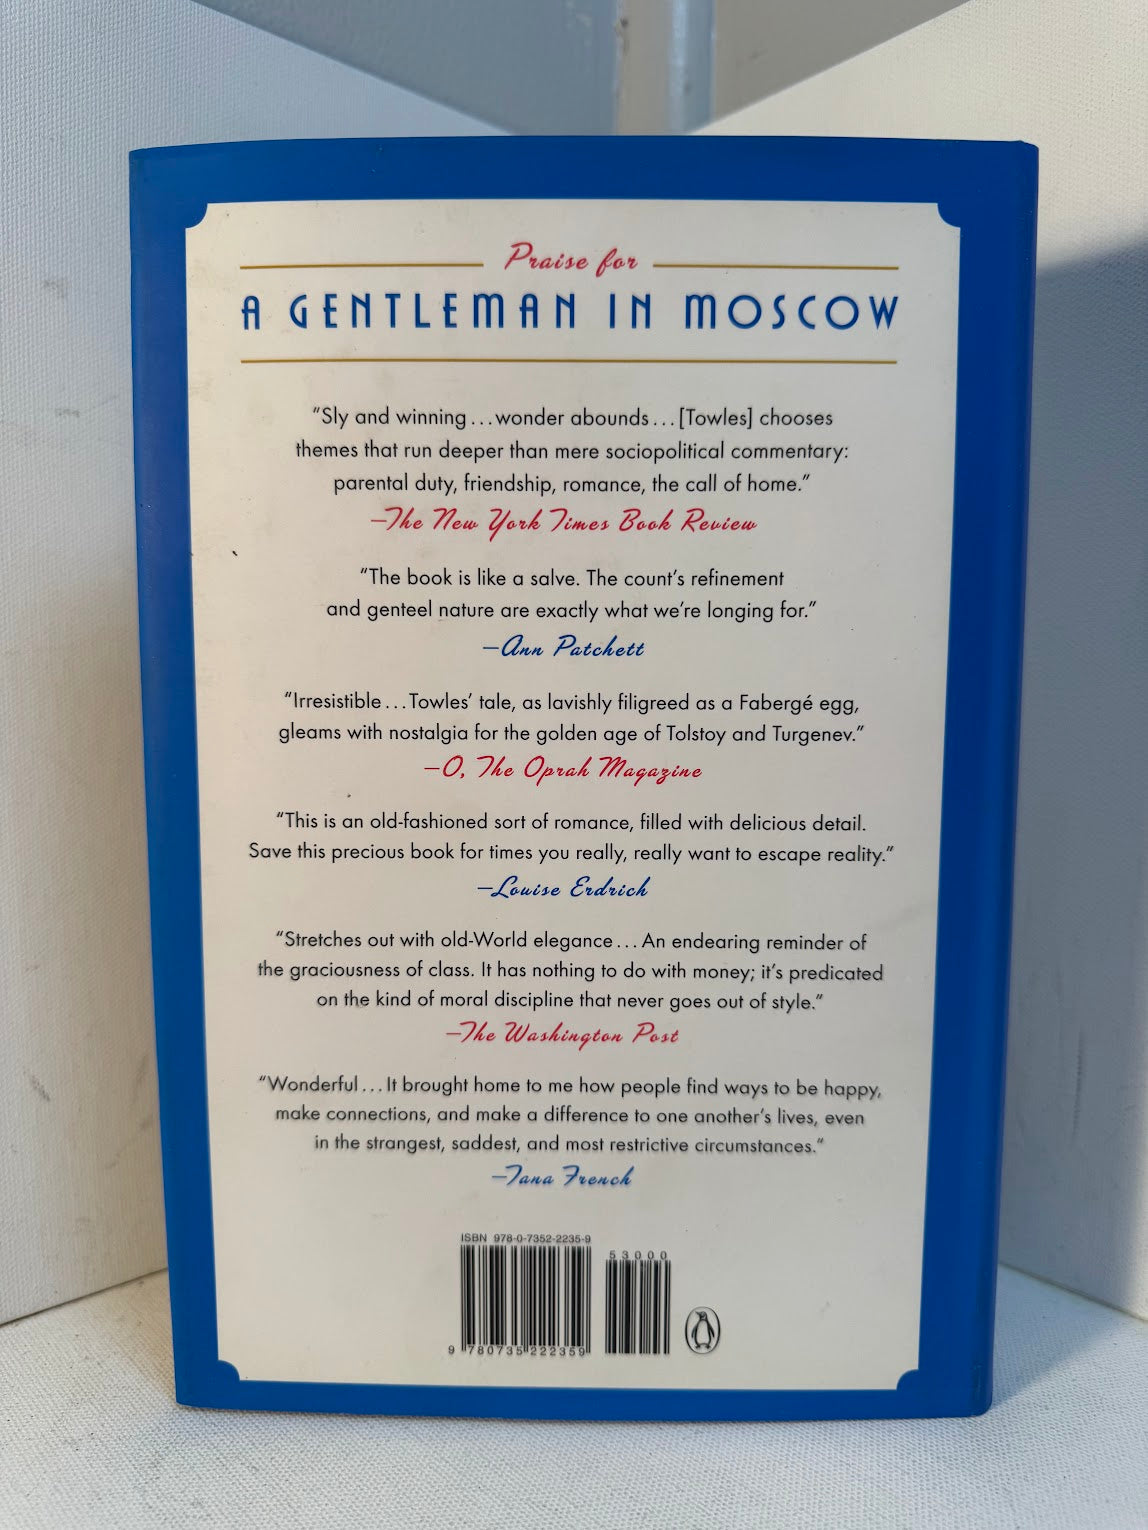 Praise for
A GENTLEMAN IN MOSCOW
“Sly and winning...wonder abounds...[Towles] chooses
themes that run deeper than mere sociopolitical commentary:
parental duty, friendship, romance, the call of home.”
—The New York Times Book Review
“The book is like a salve. The count’s refinement
and genteel nature are exactly what we’re longing for.”
—Ann Patchett
“Irresistible...Towles’ tale, as lavishly filigreed as a Fabergé egg,
gleams with nostalgia for the golden age of Tolstoy and Turgenev.”
—O, The Oprah Magazine
“This is an old-fashioned sort of romance, filled with delicious detail.
Save this precious book for times you really, really want to escape reality.”
—Louise Erdrich
“Stretches out with old-World elegance...An endearing reminder of
the graciousness of class. It has nothing to do with money; it’s predicated
on the kind of moral discipline that never goes out of style.”
—The Washington Post
“Wonderful...It brought home to me how people find ways to be happy,
make connections, and make a difference to one another’s lives, even
in the strangest, saddest, and most restrictive circumstances.”
—Tana French
ISBN 978-0-7352-2235-9
53000
9 780735 222359